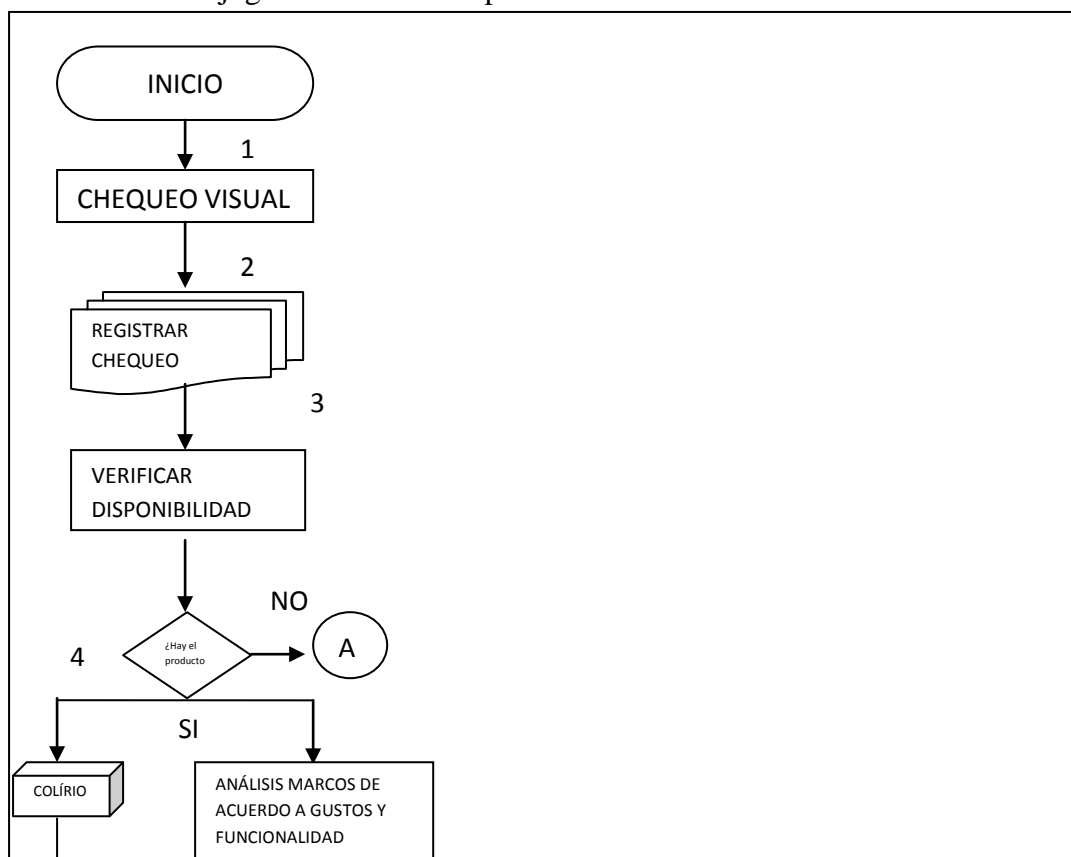 INICIO
1
CHEQUEO VISUAL
2
REGISTRAR
CHEQUEO
3
VERIFICAR
DISPONIBILIDAD
NO
¿Hay el
producto
A
4
SI
COLÍRIO
ANÁLISIS MARCOS DE
ACUERDO A GUSTOS Y
FUNCIONALIDAD